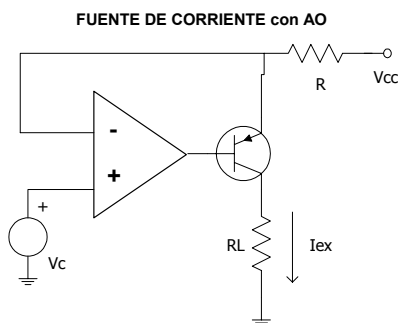 FUENTE DE CORRIENTE con AO
R
Vcc
-
+
+
Vc
RL
Iex